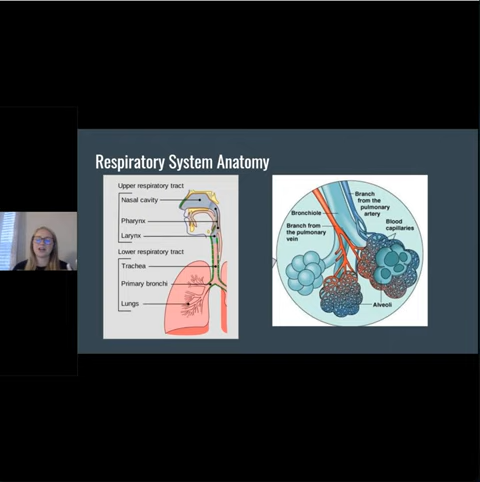 Respiratory System Anatomy
Upper respiratory tract
Nasal cavity
Pharynx
Larynx
Lower respiratory tract
Trachea
Primary bronchi
Lungs
Branch
from the
pulmonary
artery
Bronchiole
Blood
capillaries
Branch from
the pulmonary
vein
Alveoli